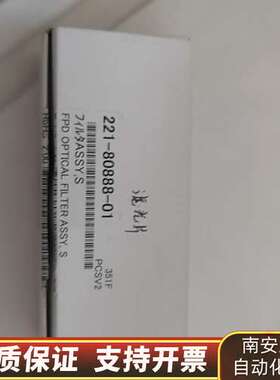 221-80888-01
フィルタASSY,S
FPD OPTICAL FILTER ASSY, S
351F
PCSV2
滤光片
南安
自动化
质保证 支持开票